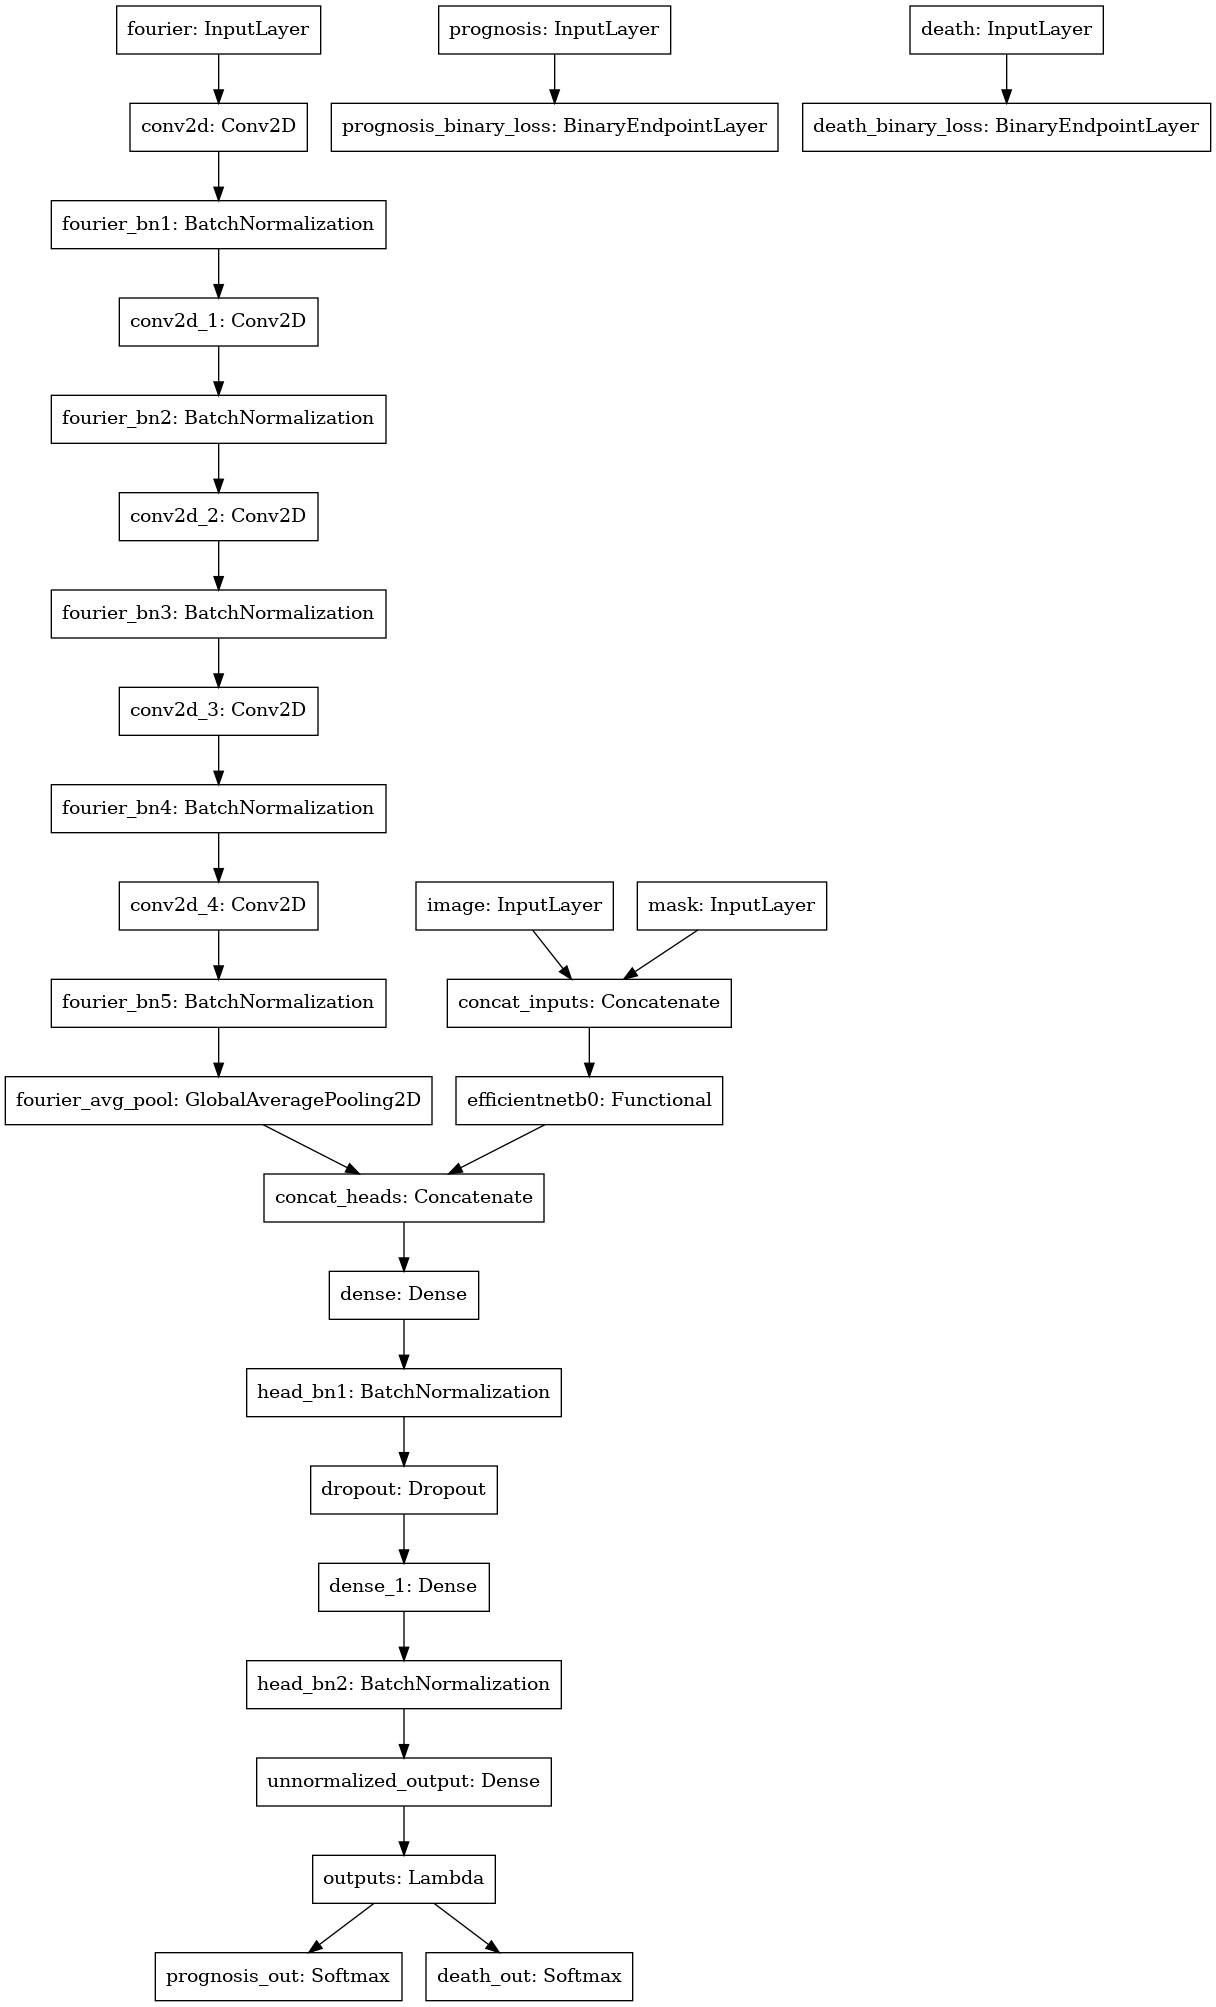 fourier: InputLayer
prognosis: InputLayer
death: InputLayer
conv2d: Conv2D
prognosis_binary_loss: BinaryEndpointLayer
death_binary_loss: BinaryEndpointLayer
fourier_bn1: BatchNormalization
conv2d_1: Conv2D
fourier_bn2: BatchNormalization
conv2d_2: Conv2D
fourier_bn3: BatchNormalization
conv2d_3: Conv2D
fourier_bn4: BatchNormalization
conv2d_4: Conv2D
image: InputLayer
mask: InputLayer
fourier_bn5: BatchNormalization
concat_inputs: Concatenate
fourier_avg_pool: GlobalAveragePooling2D
efficientnetb0: Functional
concat_heads: Concatenate
dense: Dense
head_bn1: BatchNormalization
dropout: Dropout
dense_1: Dense
head_bn2: BatchNormalization
unnormalized_output: Dense
outputs: Lambda
prognosis_out: Softmax
death_out: Softmax